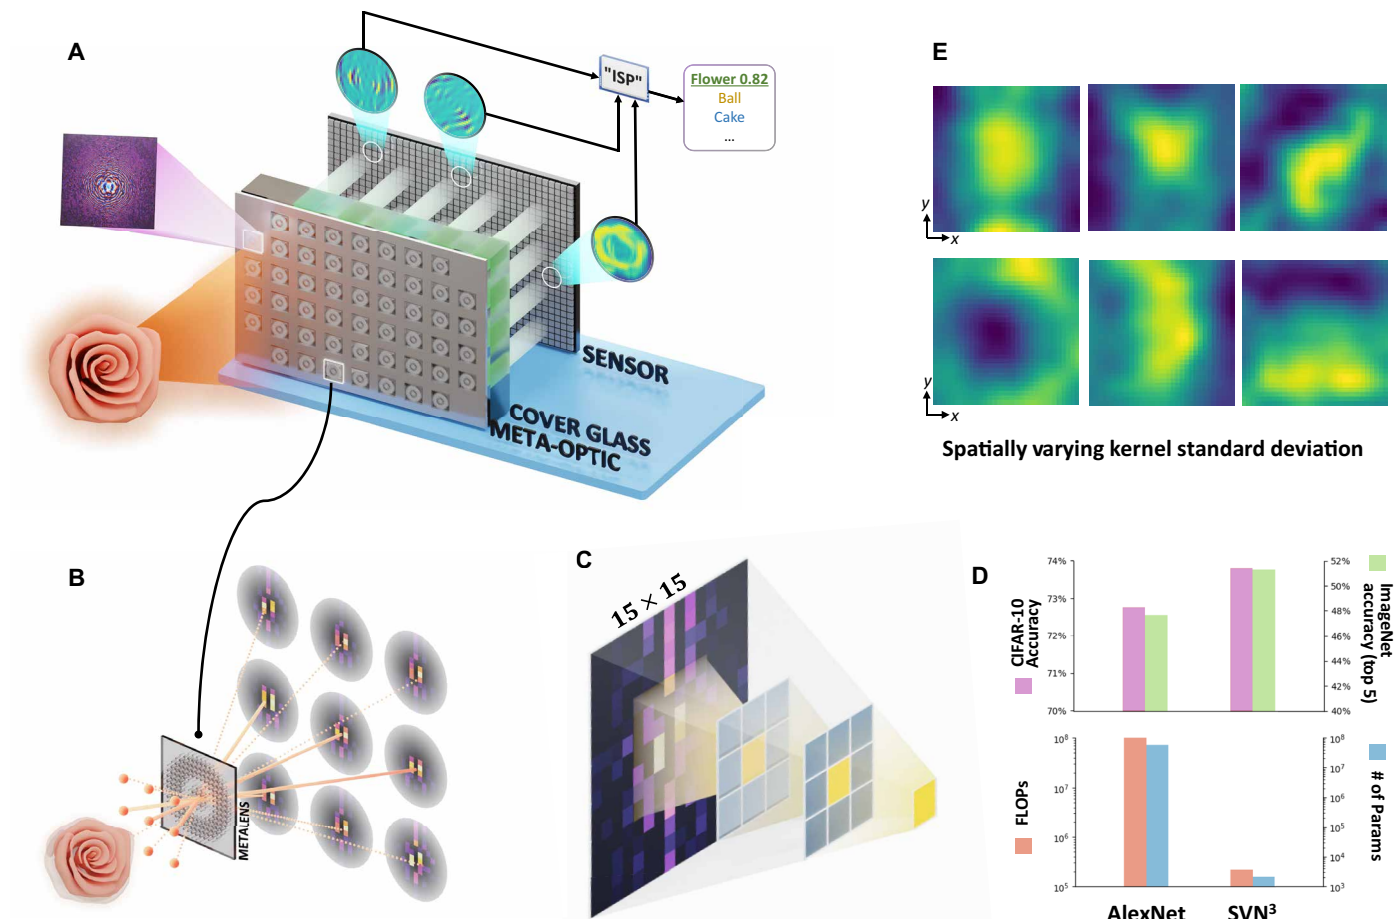 A
"ISP"
Flower 0.82
Ball
Cake
...
SENSOR
COVER GLASS
META-OPTIC
E
y
x
y
x
Spatially varying kernel standard deviation
B
METALENS
C
15 × 15
D
CIFAR-10
Accuracy
74%
73%
72%
71%
70%
52%
50%
48%
46%
44%
42%
40%
ImageNet
accuracy (top 5)
FLOPs
10⁸
10⁷
10⁶
10⁵
10⁸
10⁷
10⁶
10⁵
10⁴
10³
# of Params
AlexNet
SVN³